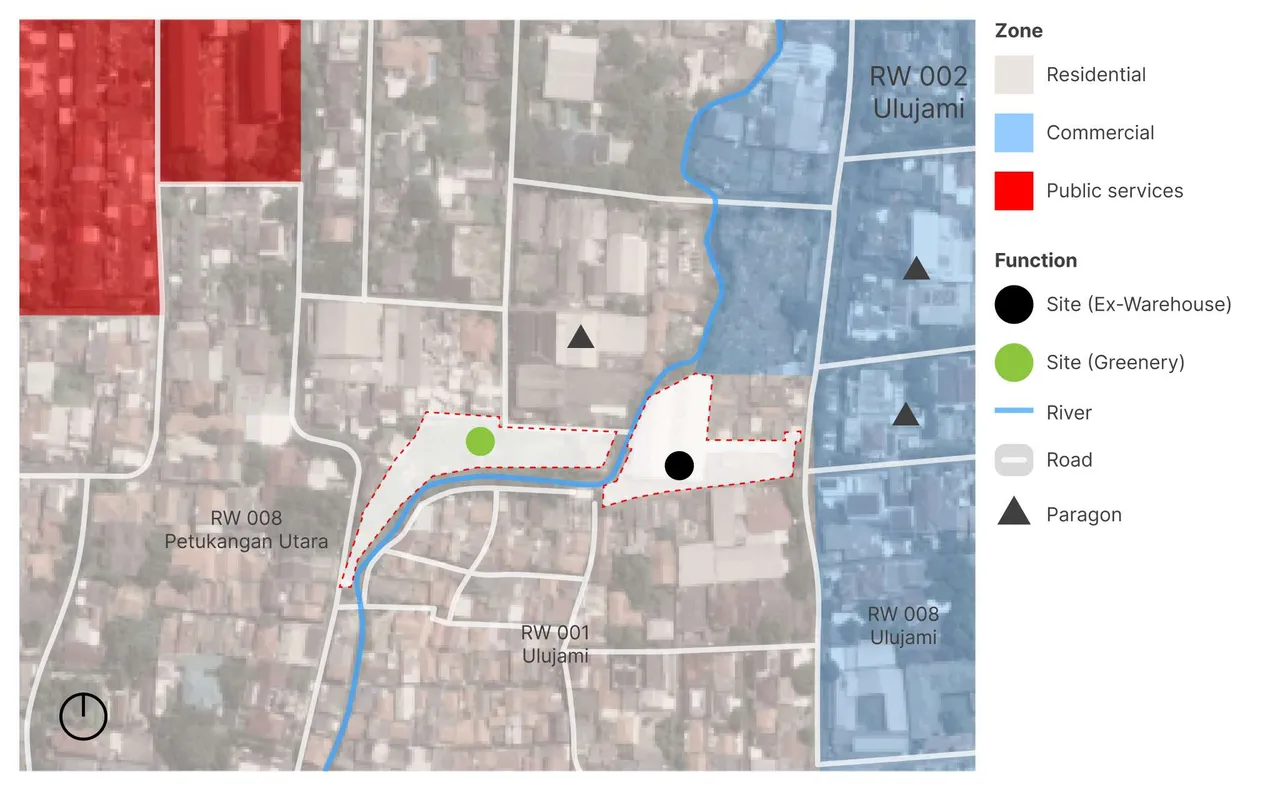 RW 002
Ulujami
RW 008
Petukangan Utara
RW 001
Ulujami
RW 008
Ulujami
Zone
Residential
Commercial
Public services
Function
Site (Ex-Warehouse)
Site (Greenery)
River
Road
Paragon